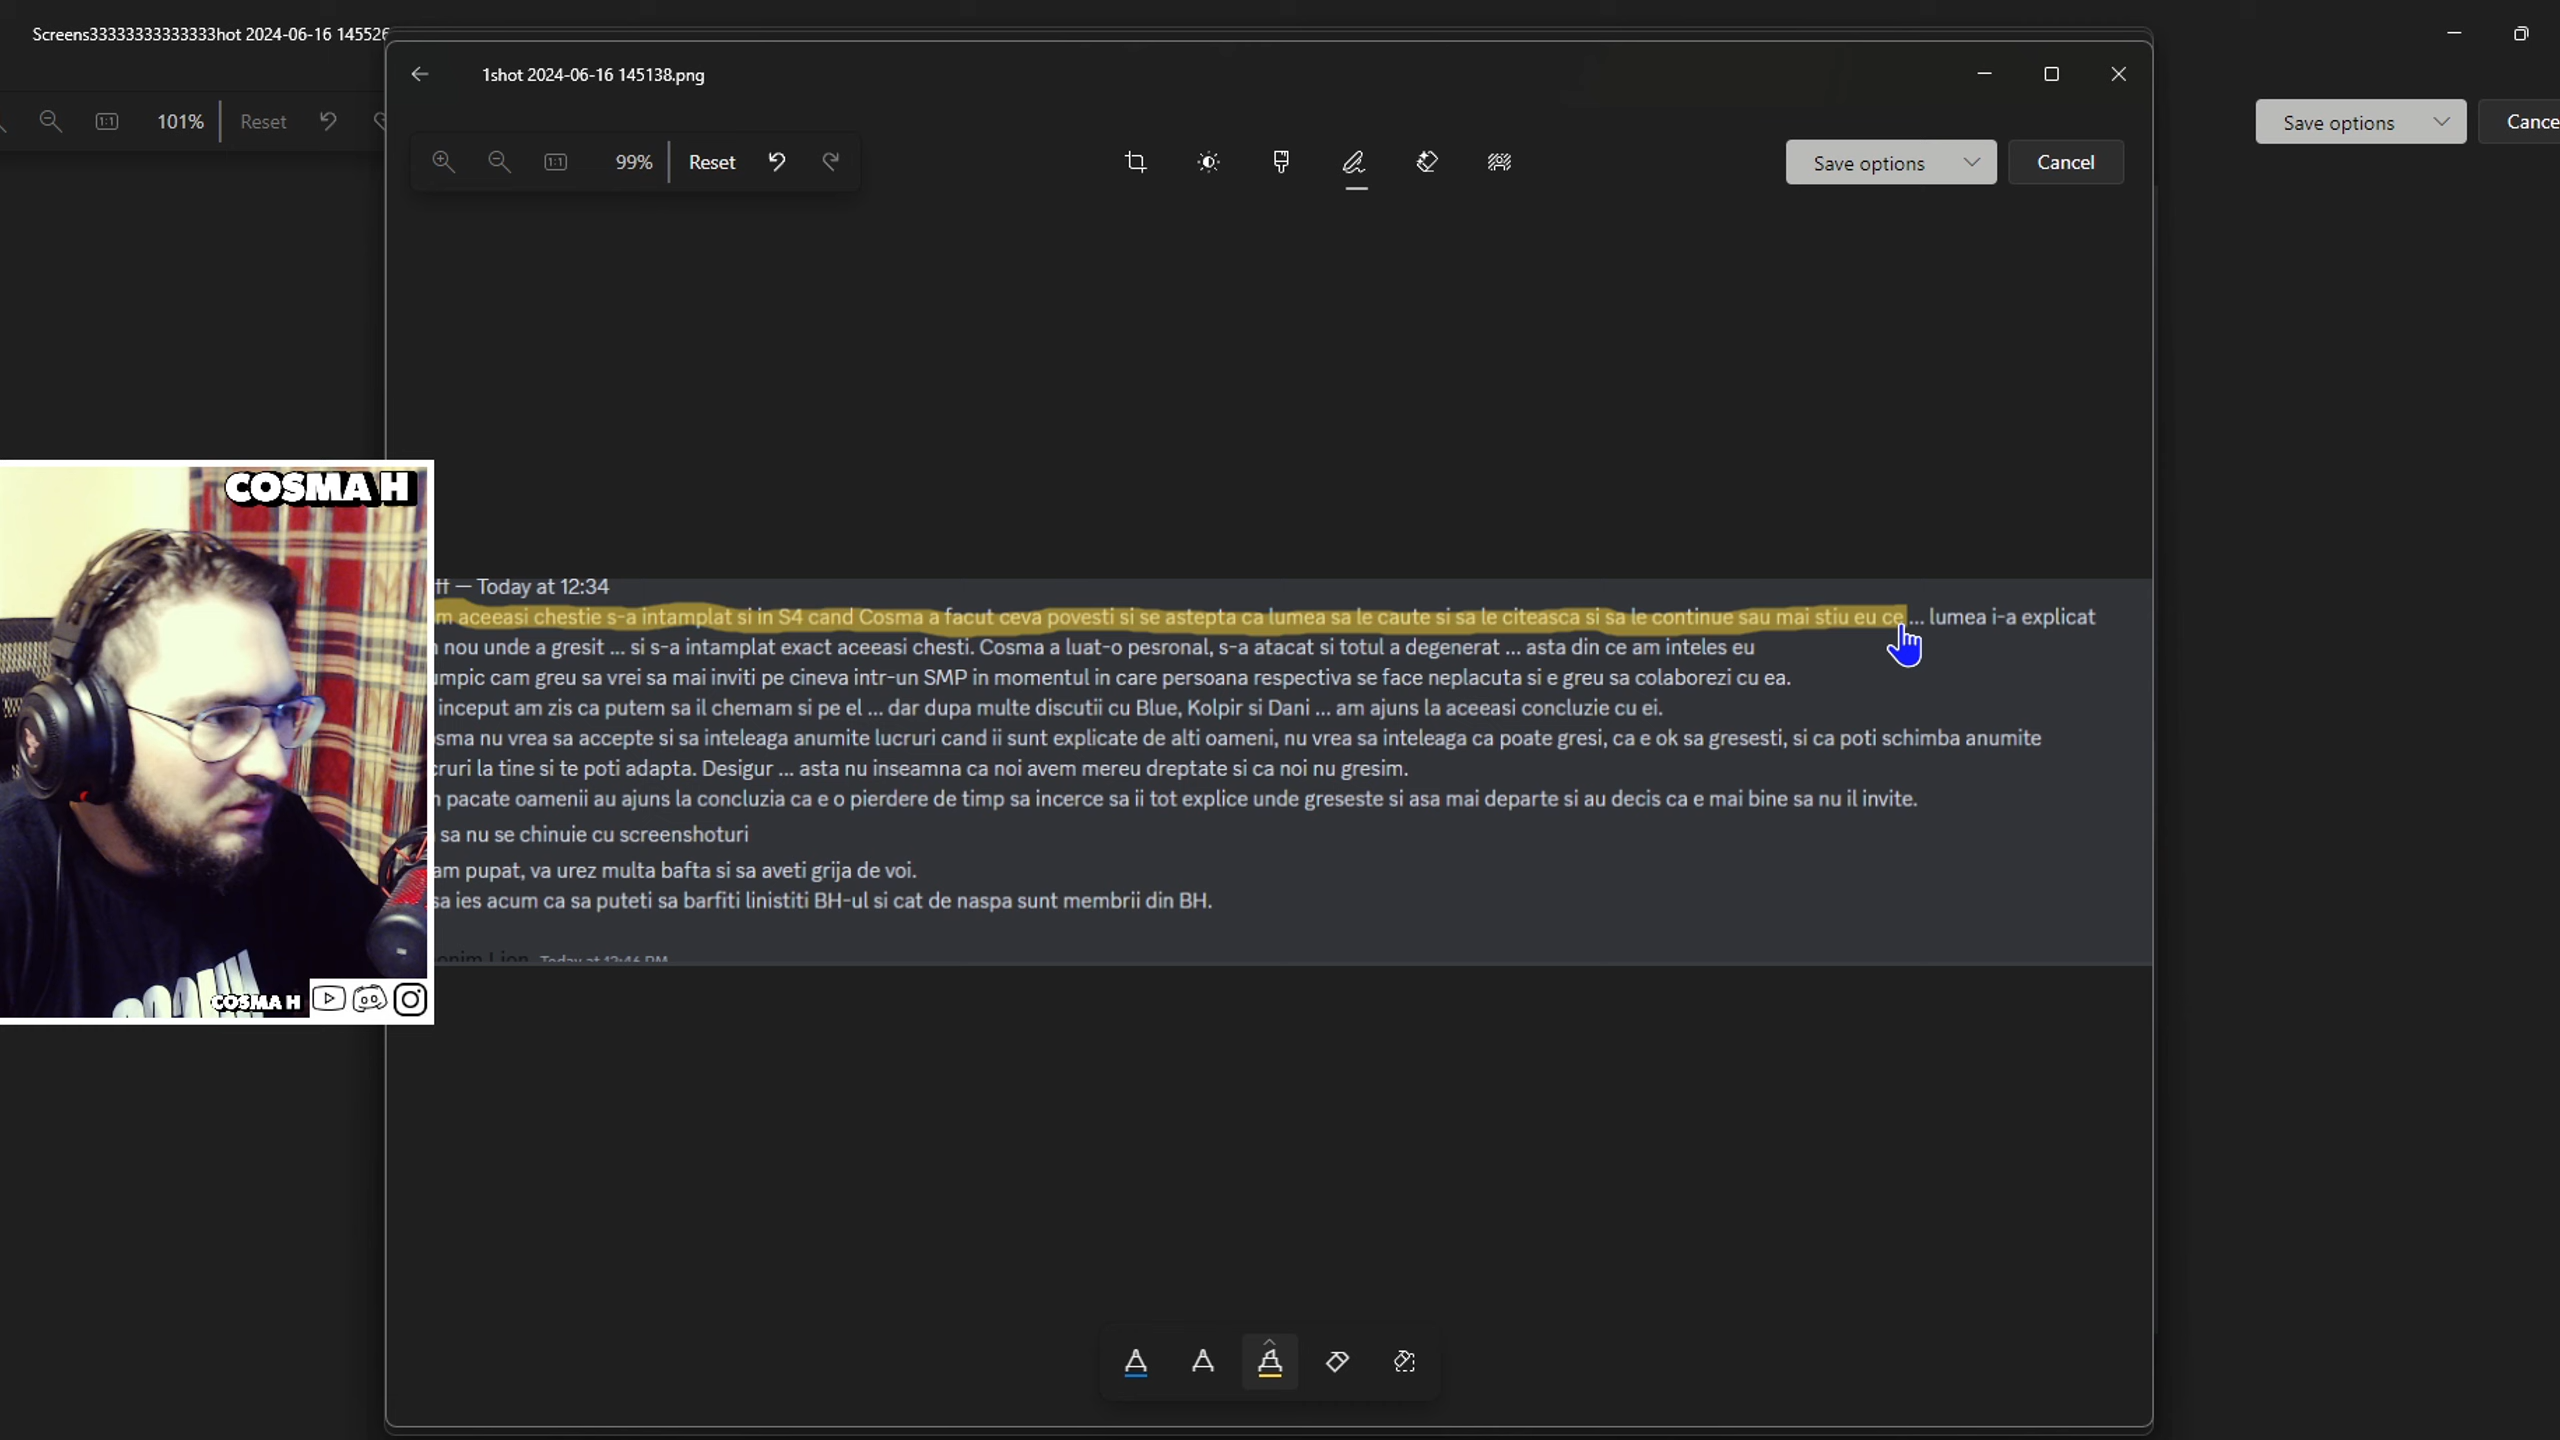 Screens33333333333333hot 2024-06-16 145526
1shot 2024-06-16 145138.png
101%
Reset
Save options
Cance
99%
Reset
Save options
Cancel
COSMA H
ff — Today at 12:34
m aceeasi chestie s-a intamplat si in S4 cand Cosma a facut ceva povesti si se astepta ca lumea sa le caute si sa le citeasca si sa le continue sau mai stiu eu ce ... lumea i-a explicat
nou unde a gresit ... si s-a intamplat exact aceeasi chesti. Cosma a luat-o pesronal, s-a atacat si totul a degenerat ... asta din ce am inteles eu
umpic cam greu sa vrei sa mai inviti pe cineva intr-un SMP in momentul in care persoana respectiva se face neplacuta si e greu sa colaborezi cu ea.
inceput am zis ca putem sa il chemam si pe el ... dar dupa multe discutii cu Blue, Kolpir si Dani ... am ajuns la aceeasi concluzie cu ei.
sma nu vrea sa accepte si sa inteleaga anumite lucruri cand ii sunt explicate de alti oameni, nu vrea sa inteleaga ca poate gresi, ca e ok sa gresesti, si ca poti schimba anumite
cruri la tine si te poti adapta. Desigur ... asta nu inseamna ca noi avem mereu dreptate si ca noi nu gresim.
n pacate oamenii au ajuns la concluzia ca e o pierdere de timp sa incerce sa ii tot explice unde greseste si asa mai departe si au decis ca e mai bine sa nu il invite.
sa nu se chinuie cu screenshoturi
am pupat, va urez multa bafta si sa aveti grija de voi.
sa ies acum ca sa puteti sa barfiti linistiti BH-ul si cat de naspa sunt membrii din BH.
onim Lion Today at 12:46 PM
COSMA H